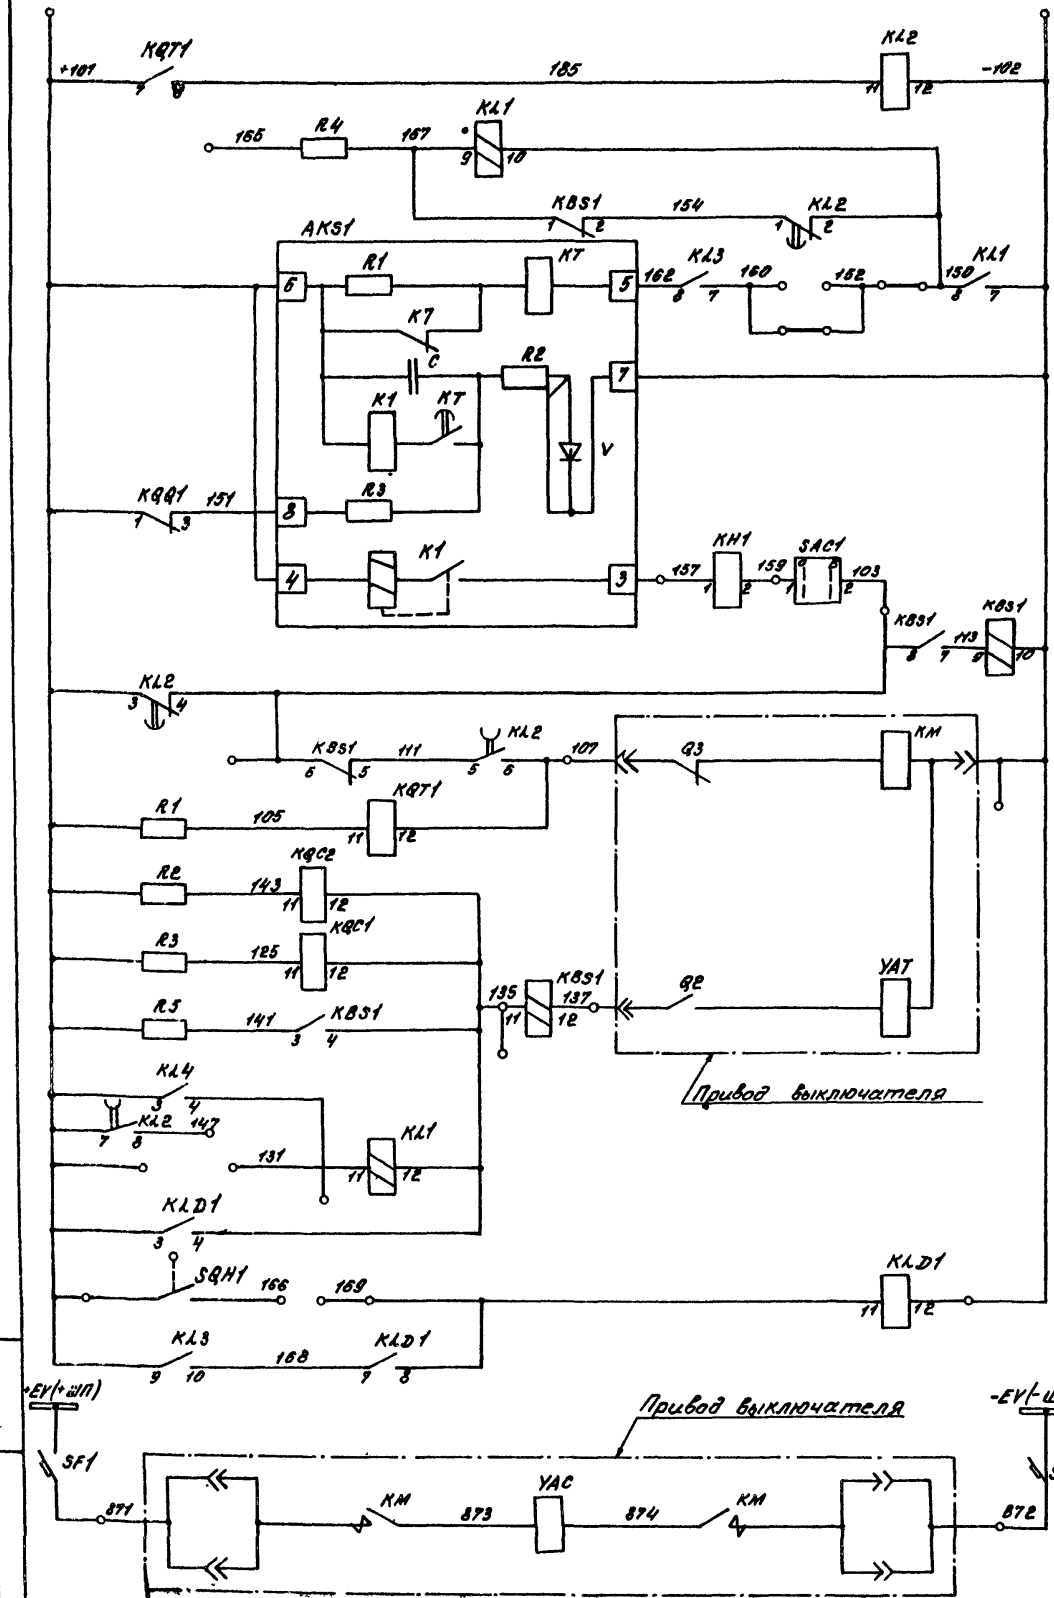 +101 KQT1 7 185 11 KL2 12 -102
165 R4 167 9 KL1 10
1 KBS1 2 154 1 KL2 2
AKS1
6 R1 KT 5 162 8 KL3 7 160 152 150 8 KL1 7
K7
C
R2 7
K1 KT V
1 KQQ1 3 151 8 R3
4 K1 3 157 1 KH1 2 159 1 SAC1 2 103
8 KBS1 7 113 9 KBS1 10
3 KL2 4
6 KBS1 5 111 5 KL2 6 107 Q3 KM
R1 105 11 KQT1 12
R2 143 11 KQC2 12
R3 125 11 KQC1 12
135 11 KBS1 12 137 Q2 YAT
R5 141 3 KBS1 4
Привод выключателя
3 KL4 4
7 KL2 8 147
131 11 KL1 12
3 KLD1 4
SQH1 166 169 11 KLD1 12
9 KL3 10 168 7 KLD1 8
+EV(+ШП) Привод выключателя -EV(-Ш
SF1 S
871 KM 873 YAC 874 KM 872